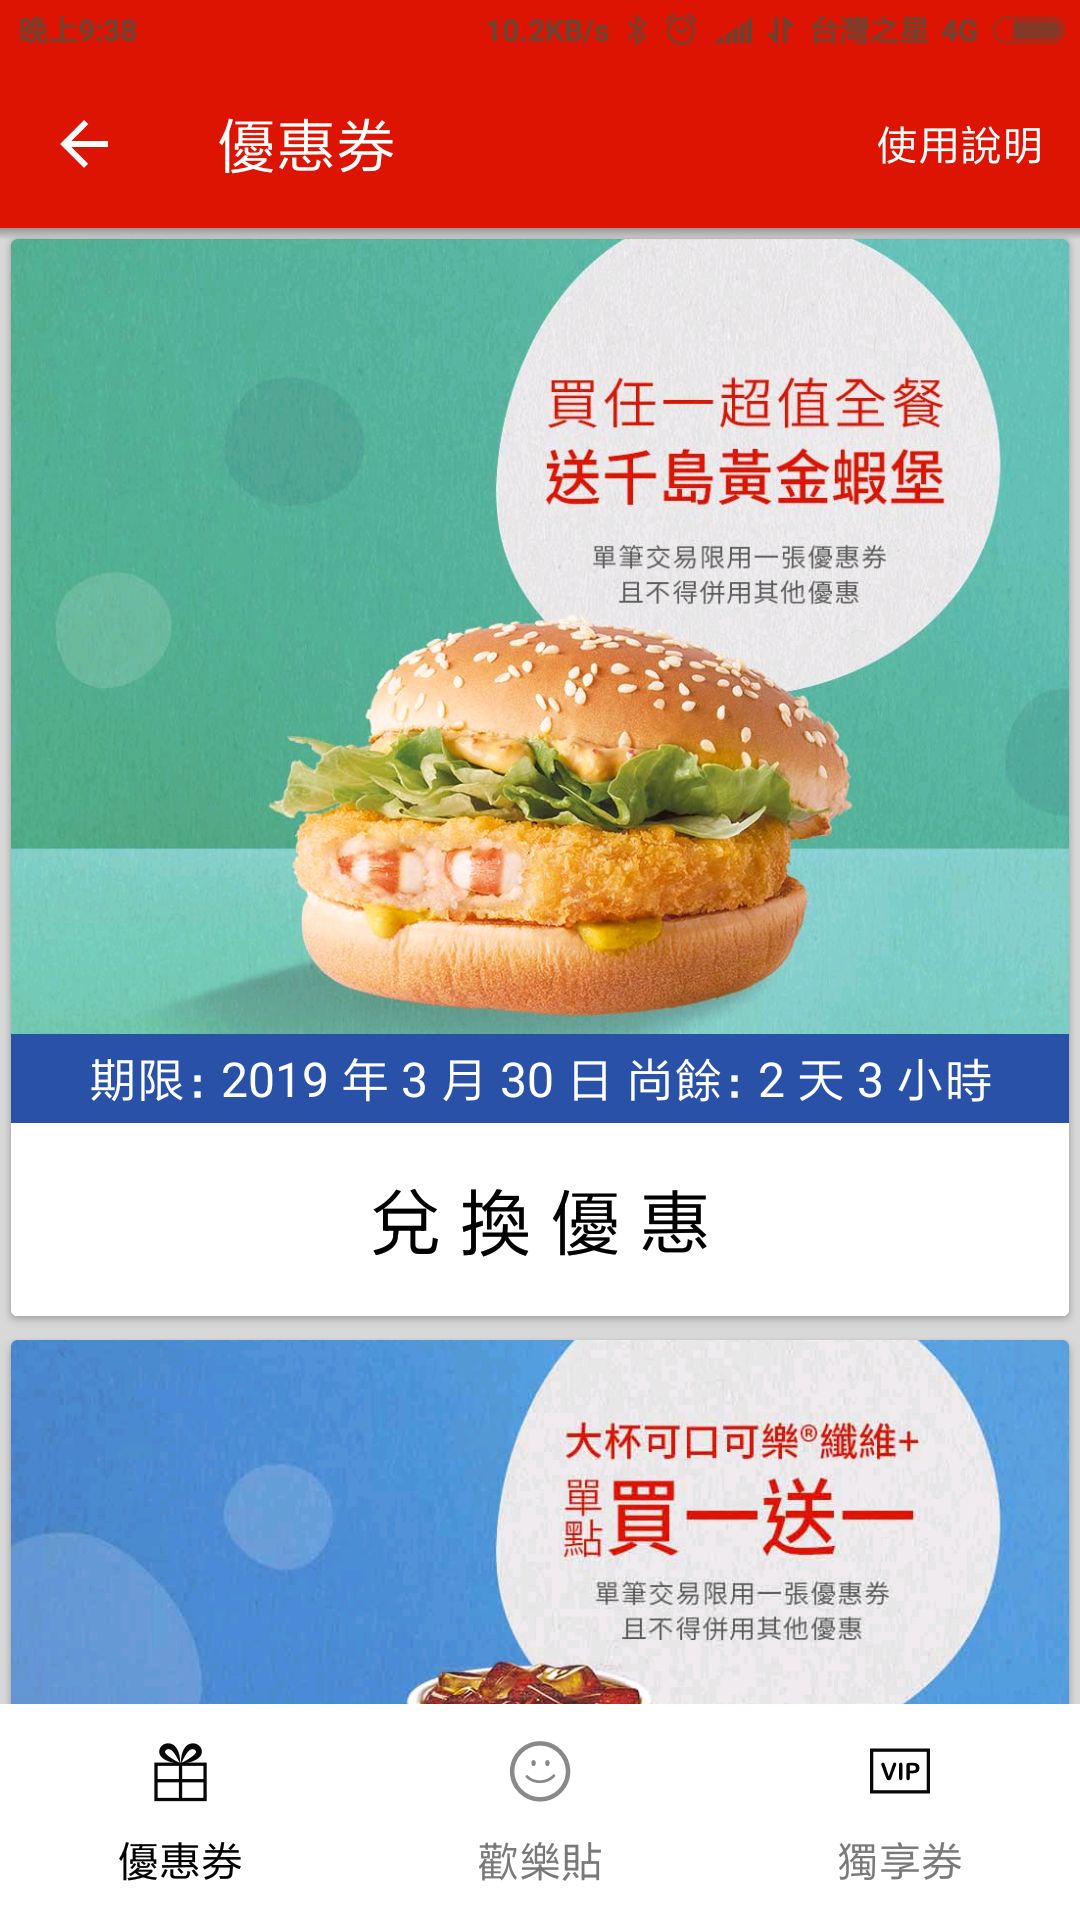 晚上9:38 10.2KB/s 台灣之星 4G
優惠券 使用說明
買任一超值全餐
送千島黃金蝦堡
單筆交易限用一張優惠券
且不得併用其他優惠
期限: 2019 年 3 月 30 日 尚餘: 2 天 3 小時
兌換優惠
大杯可口可樂®纖維+
單點 買一送一
單筆交易限用一張優惠券
且不得併用其他優惠
VIP
優惠券 歡樂貼 獨享券